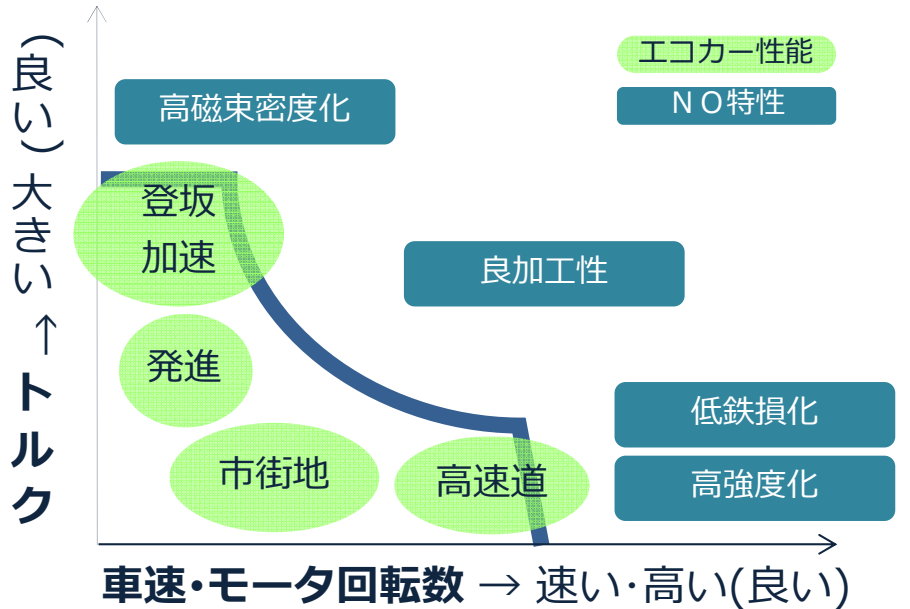 (良い)大きい → トルク
エコカー性能
NO特性
高磁束密度化
登坂
加速
良加工性
発進
低鉄損化
市街地
高速道
高強度化
車速・モータ回転数 → 速い・高い(良い)